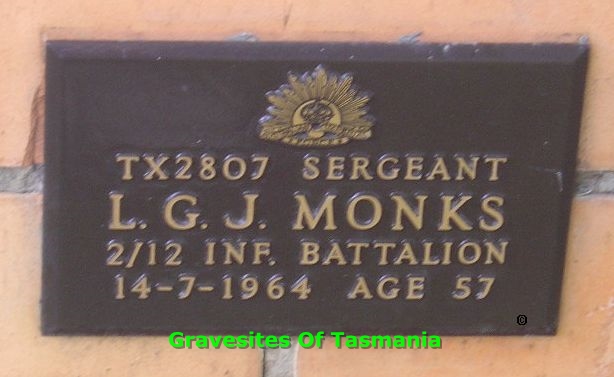 TX2807 SERGEANT
L. G. J. MONKS
2/12 INF. BATTALION
14-7-1964 AGE 57
©
Gravesites Of Tasmania